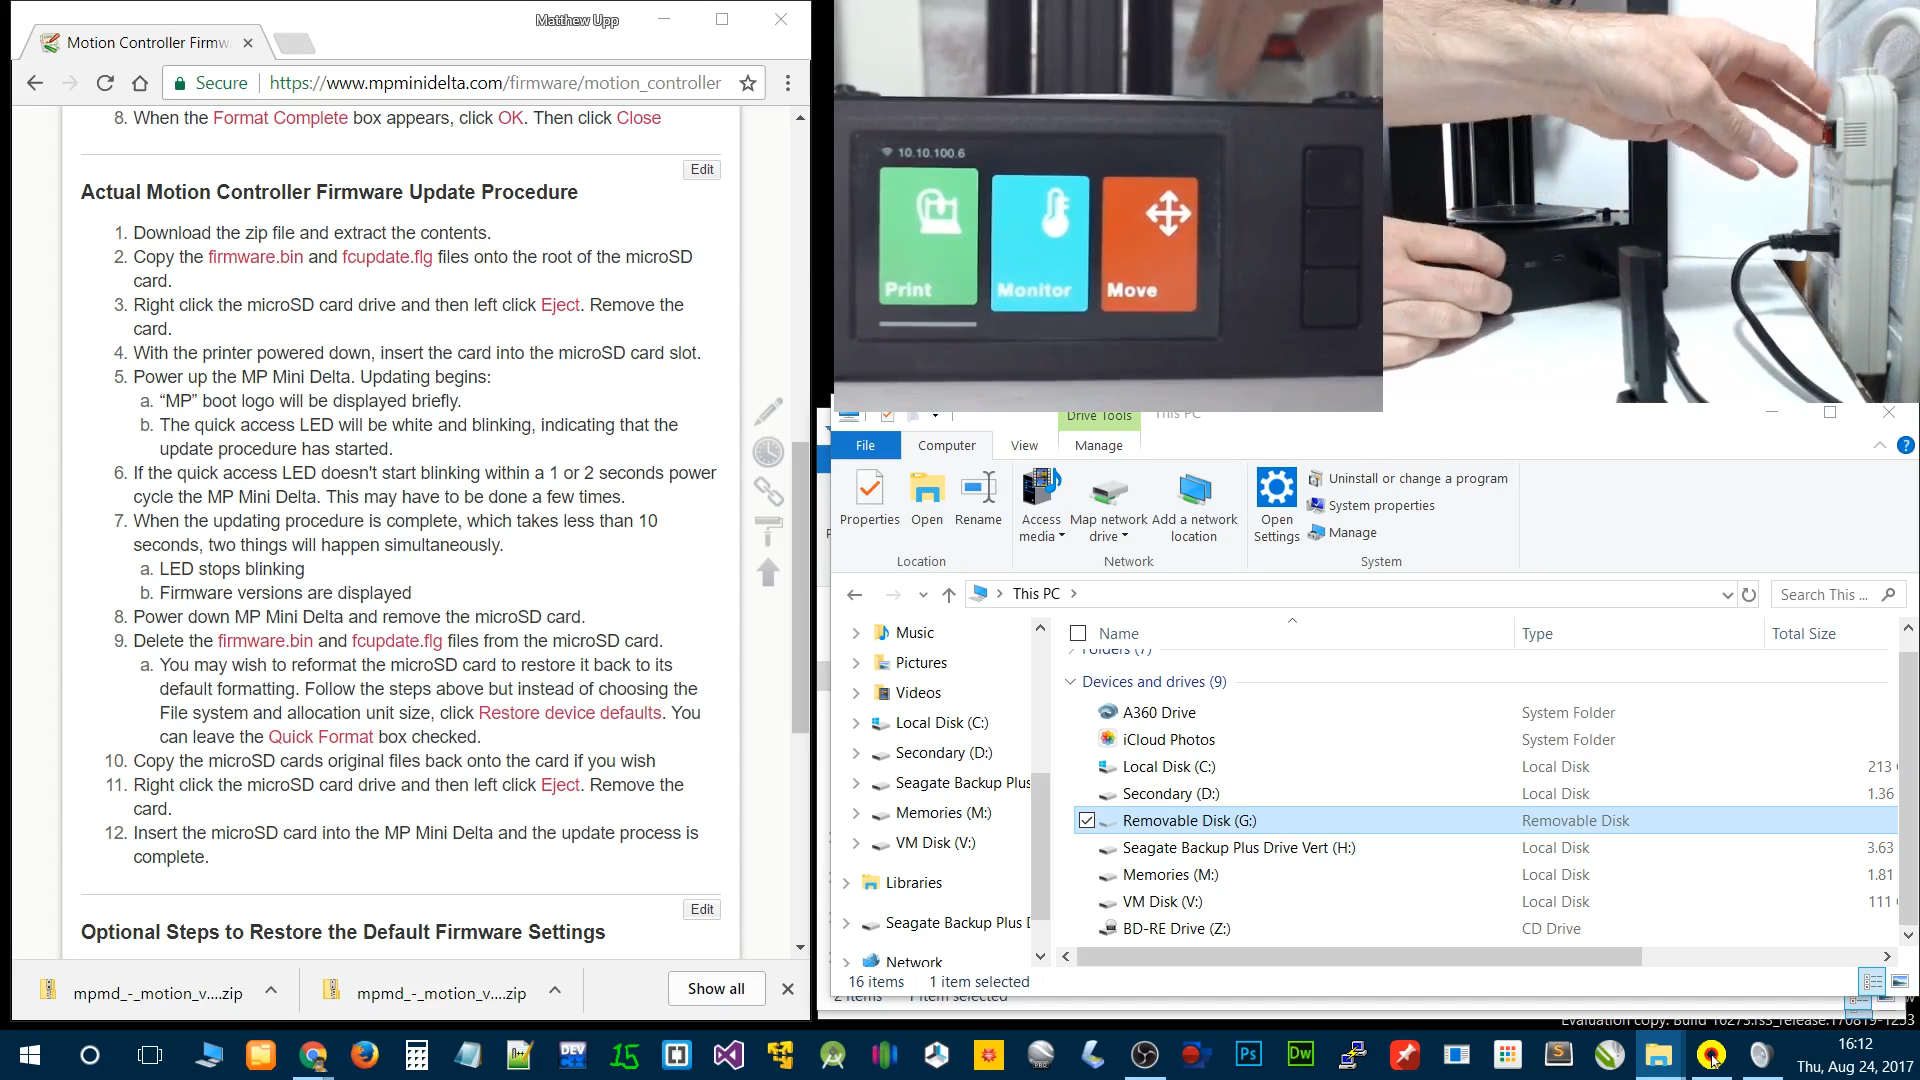 Matthew Upp
Motion Controller Firmw
Secure
https://www.mpminidelta.com/firmware/motion_controller
8. When the Format Complete box appears, click OK. Then click Close
Edit
Actual Motion Controller Firmware Update Procedure
1. Download the zip file and extract the contents.
2. Copy the firmware.bin and fcupdate.flg files onto the root of the microSD
card.
3. Right click the microSD card drive and then left click Eject. Remove the
card.
4. With the printer powered down, insert the card into the microSD card slot.
5. Power up the MP Mini Delta. Updating begins:
a. “MP” boot logo will be displayed briefly.
b. The quick access LED will be white and blinking, indicating that the
update procedure has started.
6. If the quick access LED doesn't start blinking within a 1 or 2 seconds power
cycle the MP Mini Delta. This may have to be done a few times.
7. When the updating procedure is complete, which takes less than 10
seconds, two things will happen simultaneously.
a. LED stops blinking
b. Firmware versions are displayed
8. Power down MP Mini Delta and remove the microSD card.
9. Delete the firmware.bin and fcupdate.flg files from the microSD card.
a. You may wish to reformat the microSD card to restore it back to its
default formatting. Follow the steps above but instead of choosing the
File system and allocation unit size, click Restore device defaults. You
can leave the Quick Format box checked.
10. Copy the microSD cards original files back onto the card if you wish
11. Right click the microSD card drive and then left click Eject. Remove the
card.
12. Insert the microSD card into the MP Mini Delta and the update process is
complete.
Edit
Optional Steps to Restore the Default Firmware Settings
mpmd_-_motion_v....zip
mpmd_-_motion_v....zip
Show all
10.10.100.6
Print
Monitor
Move
Drive Tools
This PC
File
Computer
View
Manage
Properties
Open
Rename
Location
Access
media
Map network
drive
Add a network
location
Network
Open
Settings
Uninstall or change a program
System properties
Manage
System
This PC
Search This ...
Music
Pictures
Videos
Local Disk (C:)
Secondary (D:)
Seagate Backup Plus
Memories (M:)
VM Disk (V:)
Libraries
Seagate Backup Plus D
Network
Name
Type
Total Size
Folders (7)
Devices and drives (9)
A360 Drive
System Folder
iCloud Photos
System Folder
Local Disk (C:)
Local Disk
213
Secondary (D:)
Local Disk
1.36
Removable Disk (G:)
Removable Disk
Seagate Backup Plus Drive Vert (H:)
Local Disk
3.63
Memories (M:)
Local Disk
1.81
VM Disk (V:)
Local Disk
111
BD-RE Drive (Z:)
CD Drive
16 items
1 item selected
2 items
1 item selected
Evaluation copy. Build 16273.rs3_release.170819-1253
DEV
15
PRO
Ps
Dw
S
16:12
Thu, Aug 24, 2017